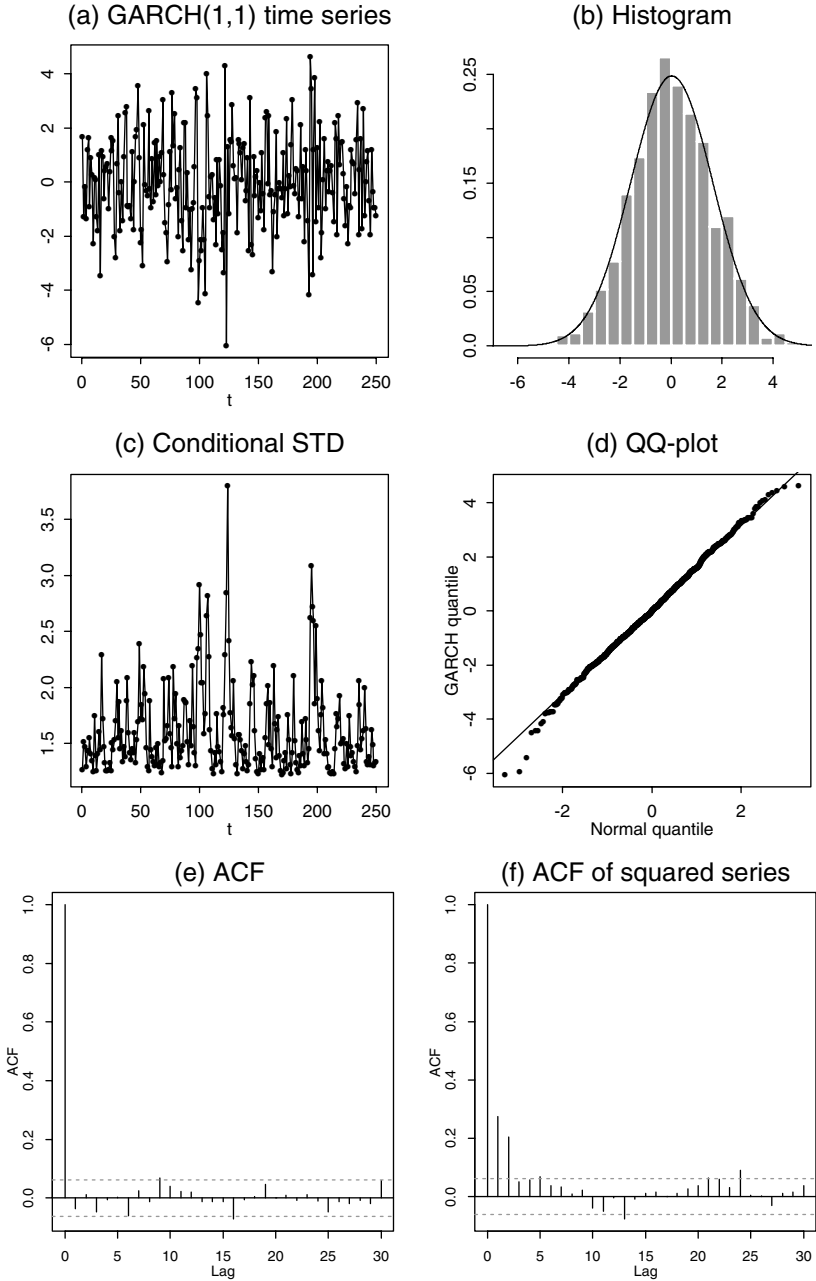 (a) GARCH(1,1) time series
4
2
0
-2
-4
-6
0 50 100 150 200 250
t
(b) Histogram
0.25
0.15
0.05
0.0
-6 -4 -2 0 2 4
(c) Conditional STD
3.5
3.0
2.5
2.0
1.5
0 50 100 150 200 250
t
(d) QQ-plot
GARCH quantile
4
2
0
-2
-4
-6
-2 0 2
Normal quantile
(e) ACF
ACF
1.0
0.8
0.6
0.4
0.2
0.0
0 5 10 15 20 25 30
Lag
(f) ACF of squared series
ACF
1.0
0.8
0.6
0.4
0.2
0.0
0 5 10 15 20 25 30
Lag